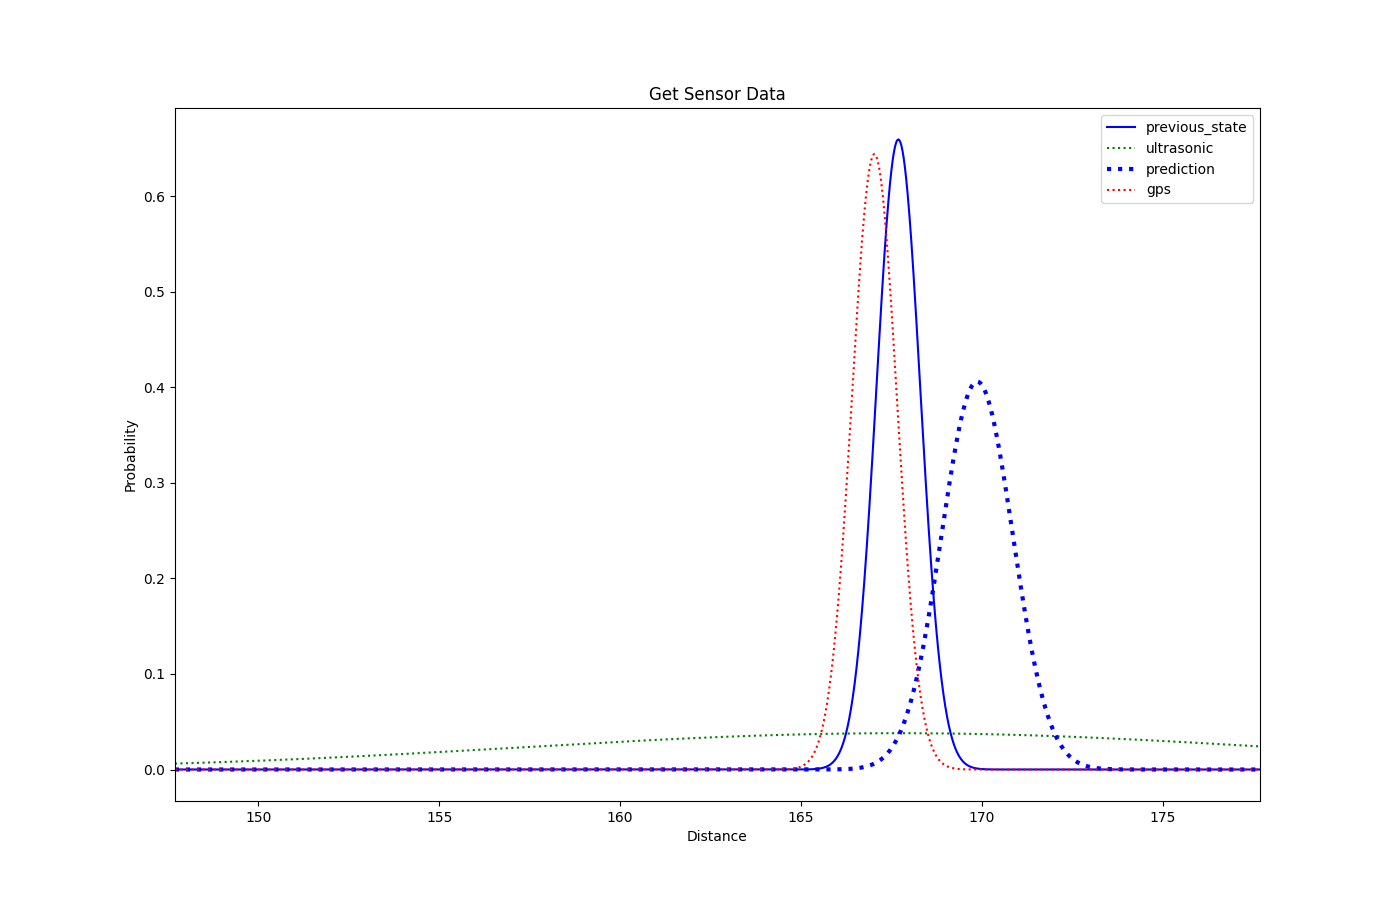 Get Sensor Data
previous_state
ultrasonic
prediction
gps
0.6
0.5
0.4
0.3
0.2
0.1
0.0
Probability
150 155 160 165 170 175
Distance